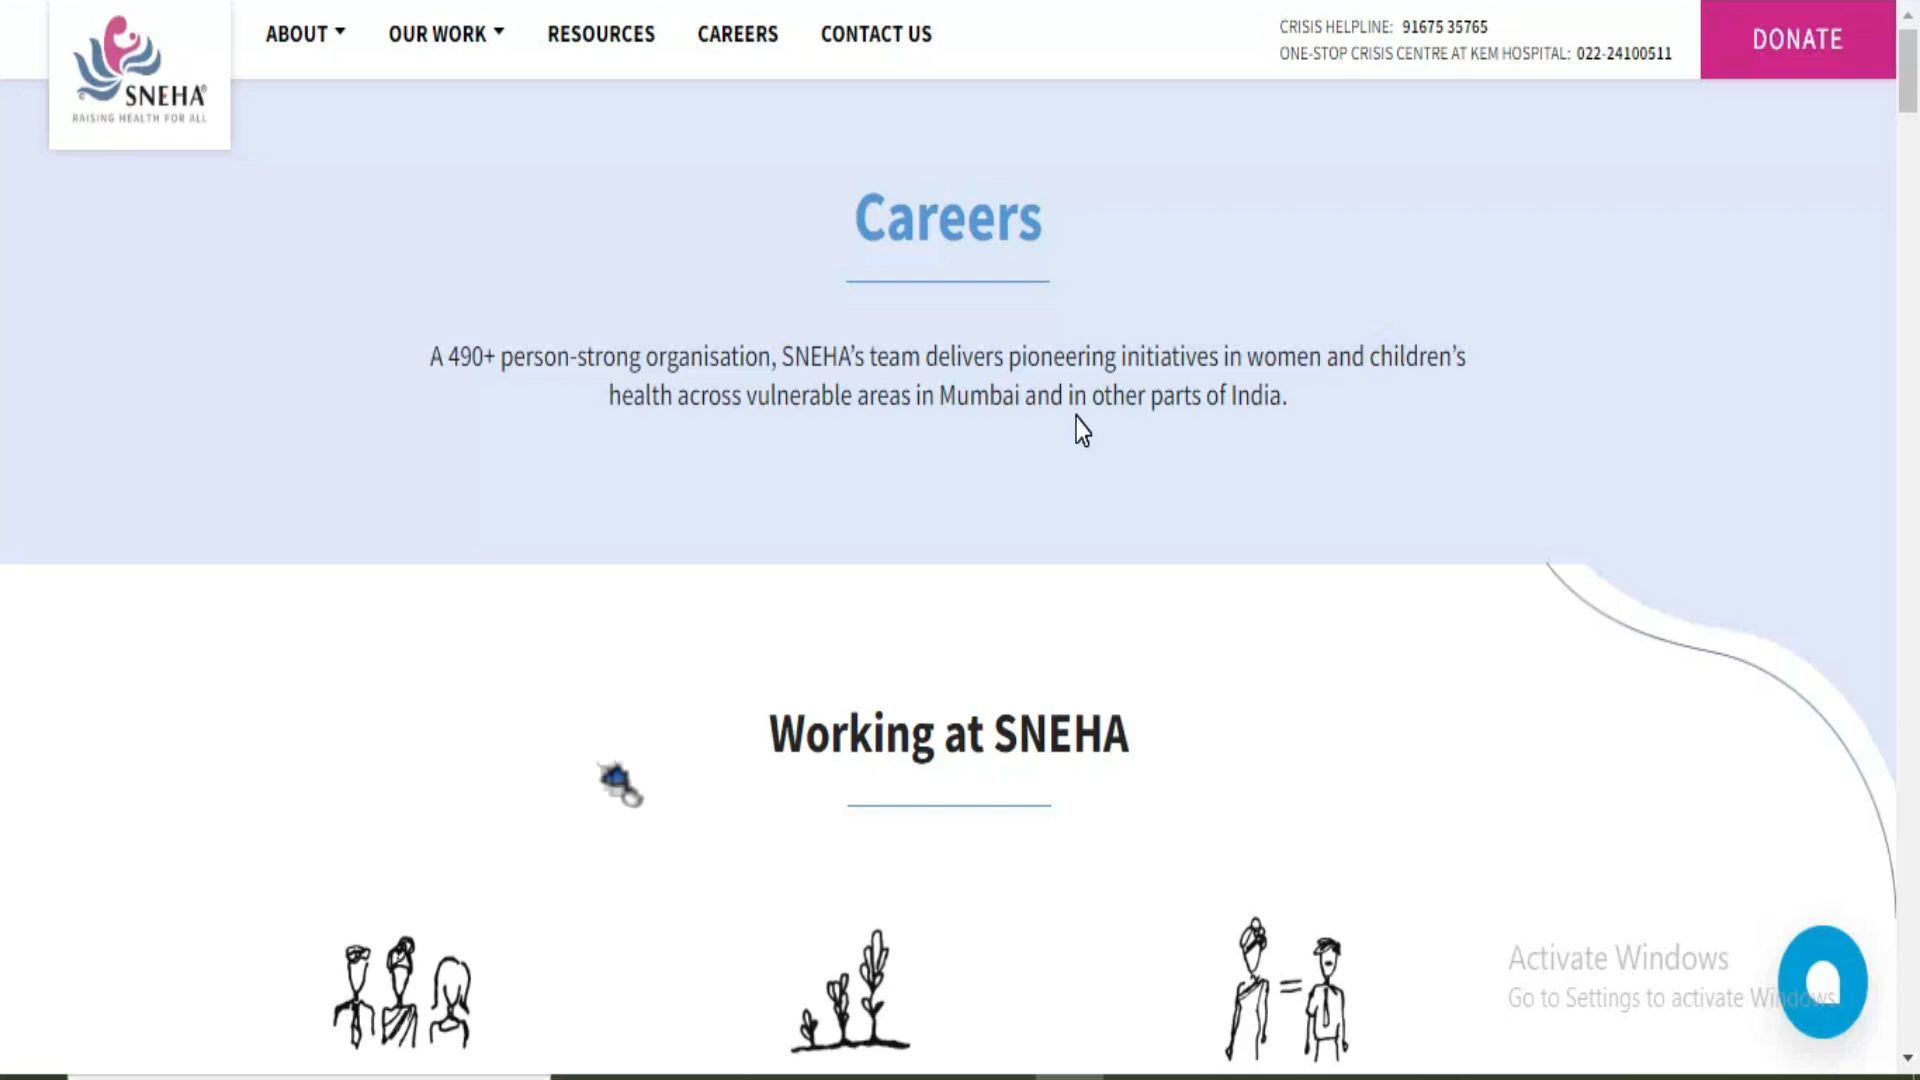 SNEHA®
RAISING HEALTH FOR ALL
ABOUT
OUR WORK
RESOURCES
CAREERS
CONTACT US
CRISIS HELPLINE: 91675 35765
ONE-STOP CRISIS CENTRE AT KEM HOSPITAL: 022-24100511
DONATE
Careers
A 490+ person-strong organisation, SNEHA’s team delivers pioneering initiatives in women and children’s
health across vulnerable areas in Mumbai and in other parts of India.
Working at SNEHA
=
Activate Windows
Go to Settings to activate Windows.